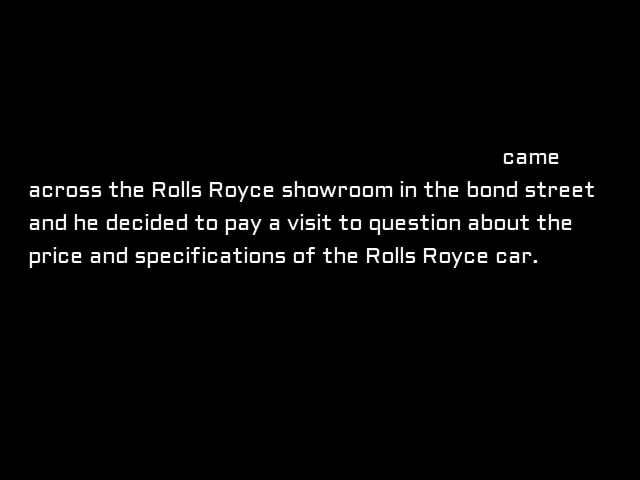 came
across the Rolls Royce showroom in the bond street
and he decided to pay a visit to question about the
price and specifications of the Rolls Royce car.